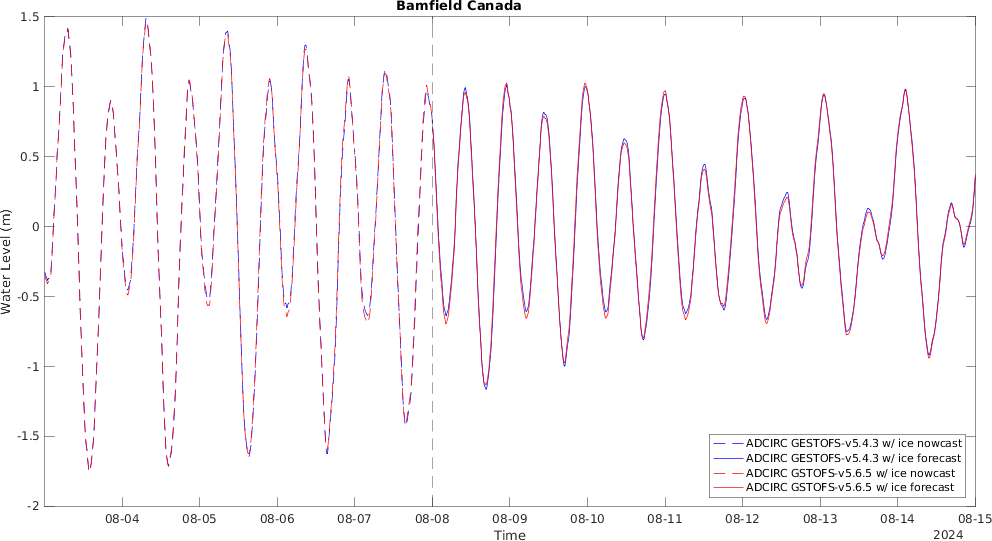 Bamfield Canada
1.5
1
0.5
0
-0.5
-1
-1.5
-2
Water Level (m)
08-04 08-05 08-06 08-07 08-08 08-09 08-10 08-11 08-12 08-13 08-14 08-15
Time
2024
ADCIRC GESTOFS-v5.4.3 w/ ice nowcast
ADCIRC GESTOFS-v5.4.3 w/ ice forecast
ADCIRC GSTOFS-v5.6.5 w/ ice nowcast
ADCIRC GSTOFS-v5.6.5 w/ ice forecast